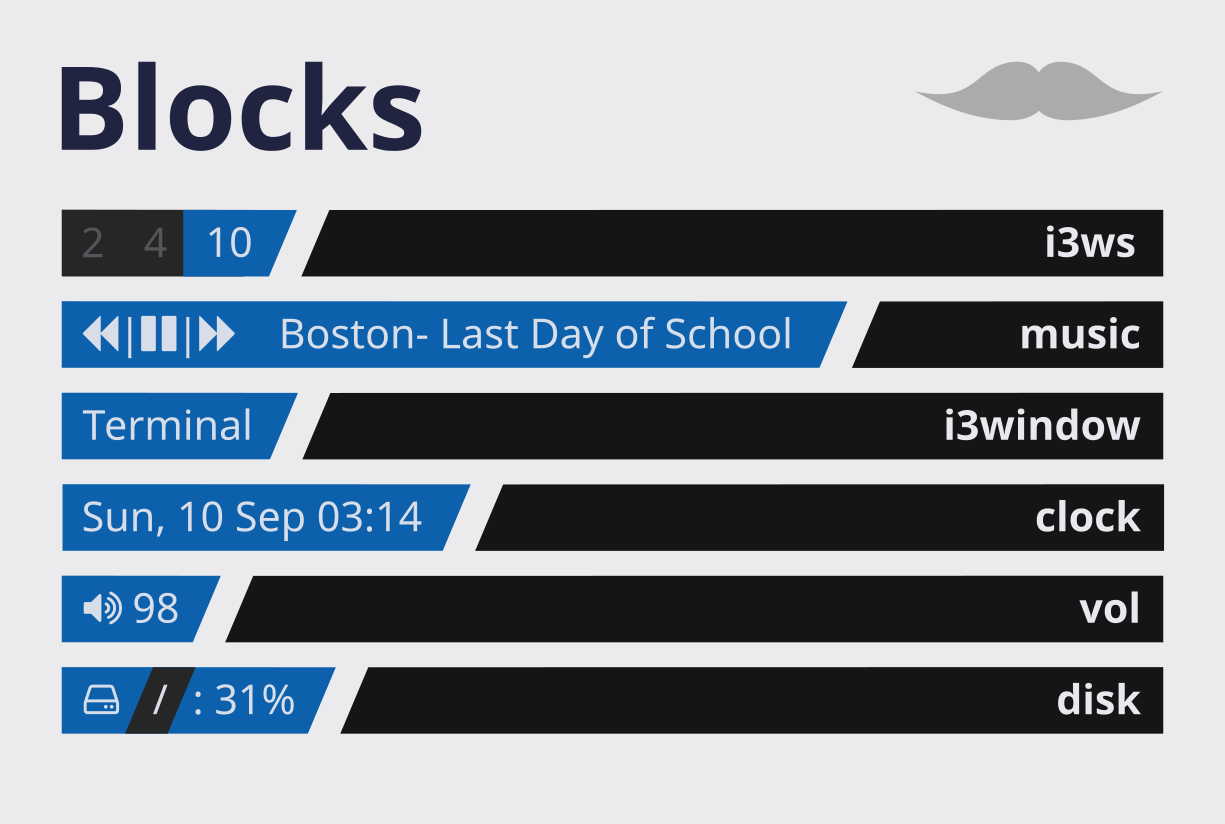 Blocks
2 4 10 i3ws
| | Boston- Last Day of School music
Terminal i3window
Sun, 10 Sep 03:14 clock
98 vol
/ : 31% disk